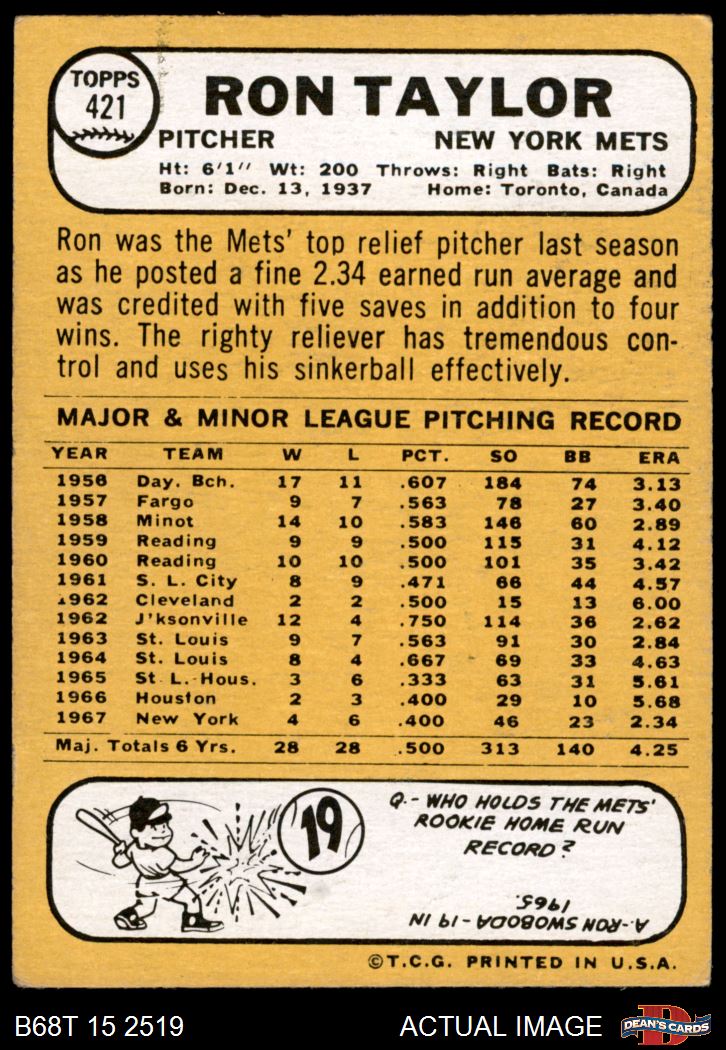 TOPPS
421
RON TAYLOR
PITCHER NEW YORK METS
Ht: 6'1" Wt: 200 Throws: Right Bats: Right
Born: Dec. 13, 1937 Home: Toronto, Canada
Ron was the Mets' top relief pitcher last season
as he posted a fine 2.34 earned run average and
was credited with five saves in addition to four
wins. The righty reliever has tremendous con-
trol and uses his sinkerball effectively.
MAJOR & MINOR LEAGUE PITCHING RECORD
YEAR TEAM W L PCT. SO BB ERA
1956 Day. Bch. 17 11 .607 184 74 3.13
1957 Fargo 9 7 .563 78 27 3.40
1958 Minot 14 10 .583 146 60 2.89
1959 Reading 9 9 .500 115 31 4.12
1960 Reading 10 10 .500 101 35 3.42
1961 S. L. City 8 9 .471 66 44 4.57
1962 Cleveland 2 2 .500 15 13 6.00
1962 J'ksonville 12 4 .750 114 36 2.62
1963 St. Louis 9 7 .563 91 30 2.84
1964 St. Louis 8 4 .667 69 33 4.63
1965 St L.-Hous. 3 6 .333 63 31 5.61
1966 Houston 2 3 .400 29 10 5.68
1967 New York 4 6 .400 46 23 2.34
Maj. Totals 6 Yrs. 28 28 .500 313 140 4.25
19
Q.- WHO HOLDS THE METS'
ROOKIE HOME RUN
RECORD?
A.-RON SWOBODA-19 IN
1965.
©T.C.G. PRINTED IN U.S.A.
B68T 15 2519 ACTUAL IMAGE
D
DEAN'S CARDS